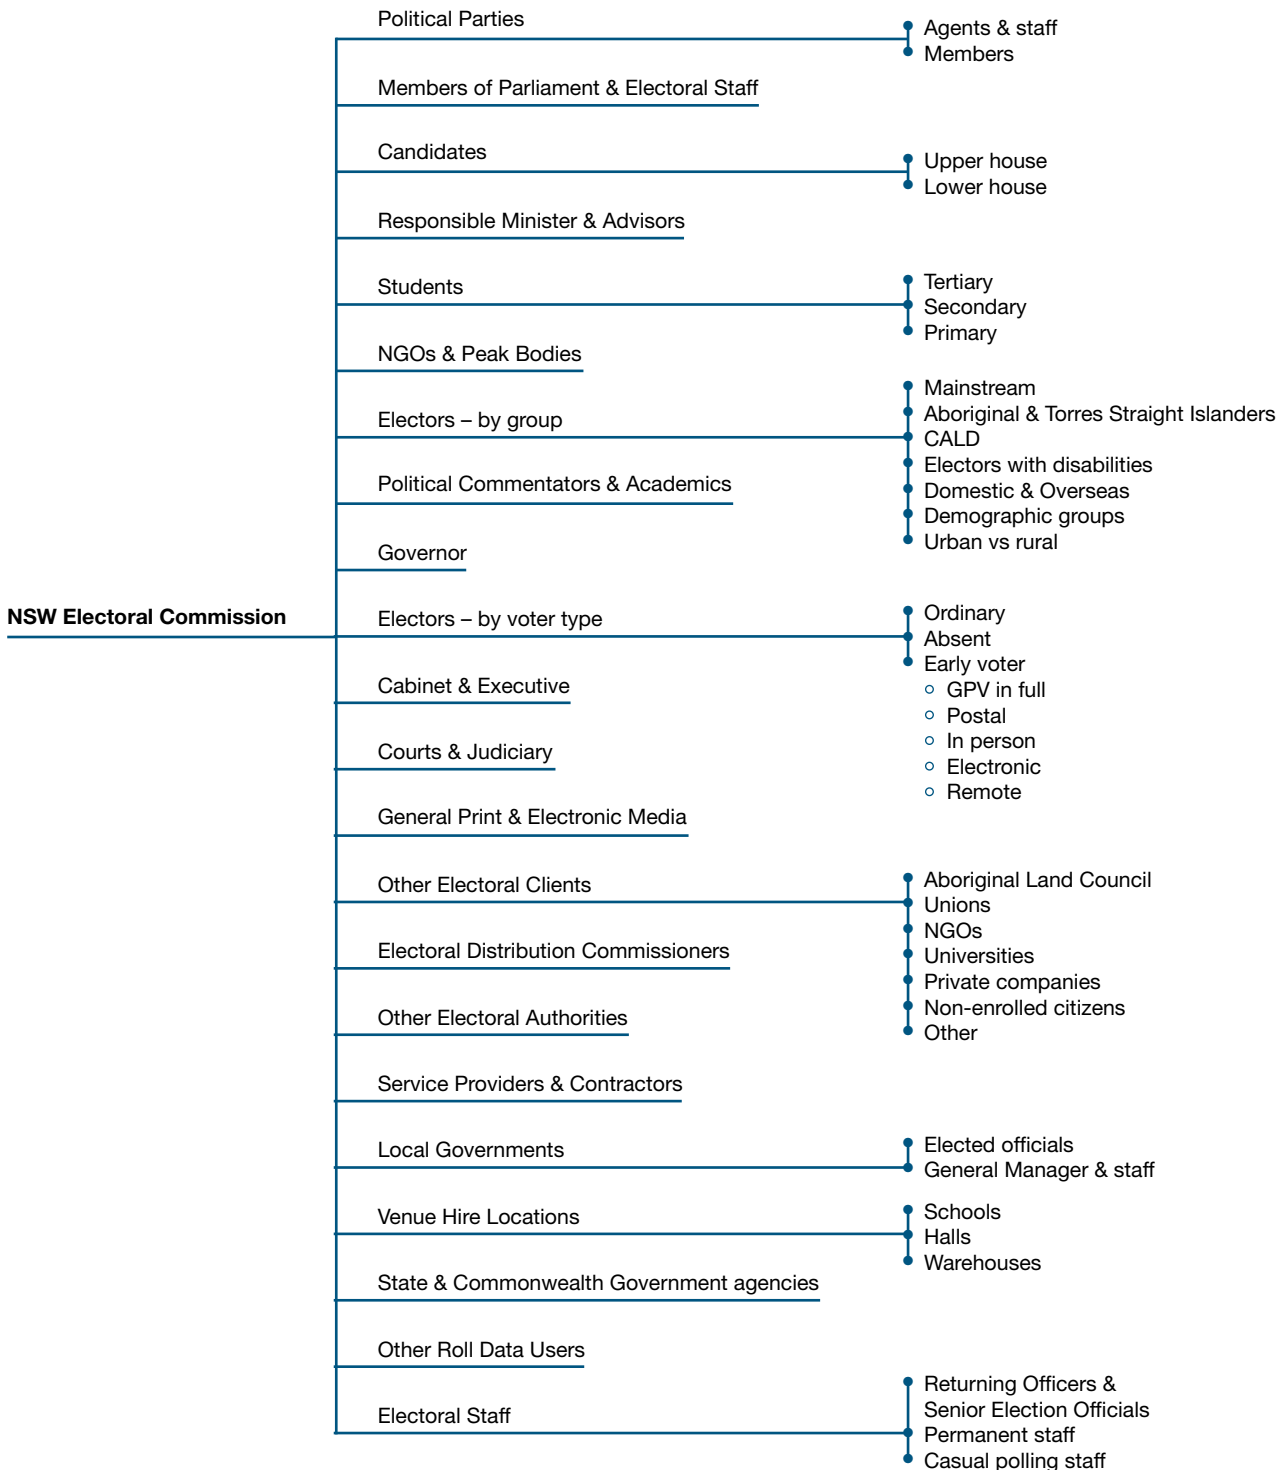 Political Parties
Agents & staff
Members
Members of Parliament & Electoral Staff
Candidates
Upper house
Lower house
Responsible Minister & Advisors
Students
Tertiary
Secondary
Primary
NGOs & Peak Bodies
Electors – by group
Mainstream
Aboriginal & Torres Straight Islanders
CALD
Electors with disabilities
Domestic & Overseas
Demographic groups
Urban vs rural
Political Commentators & Academics
Governor
NSW Electoral Commission
Electors – by voter type
Ordinary
Absent
Early voter
GPV in full
Postal
In person
Electronic
Remote
Cabinet & Executive
Courts & Judiciary
General Print & Electronic Media
Other Electoral Clients
Aboriginal Land Council
Unions
NGOs
Universities
Private companies
Non-enrolled citizens
Other
Electoral Distribution Commissioners
Other Electoral Authorities
Service Providers & Contractors
Local Governments
Elected officials
General Manager & staff
Venue Hire Locations
Schools
Halls
Warehouses
State & Commonwealth Government agencies
Other Roll Data Users
Electoral Staff
Returning Officers &
Senior Election Officials
Permanent staff
Casual polling staff